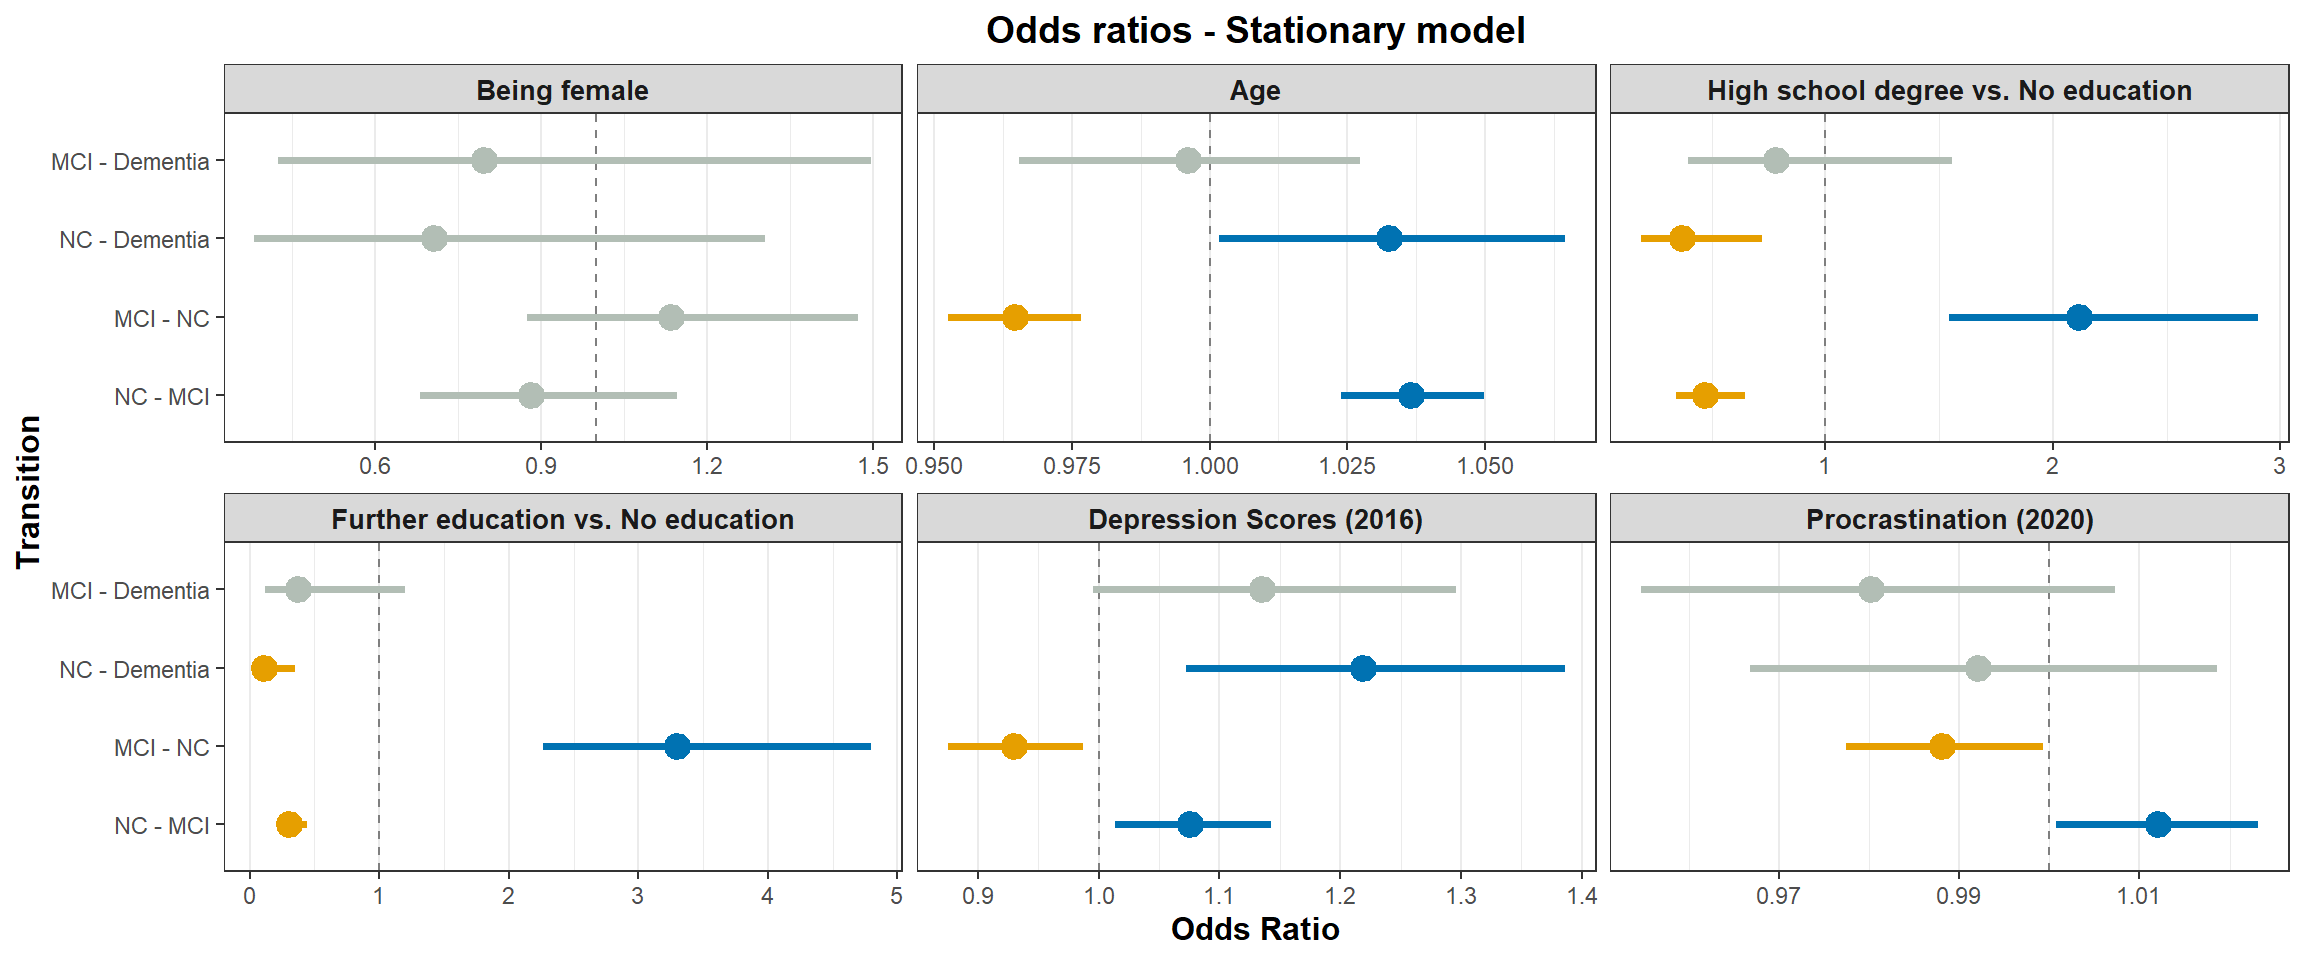 Odds ratios - Stationary model
Being female
Age
High school degree vs. No education
MCI - Dementia
NC - Dementia
MCI - NC
NC - MCI
0.6 0.9 1.2 1.5
0.950 0.975 1.000 1.025 1.050
1 2 3
Transition
Further education vs. No education
Depression Scores (2016)
Procrastination (2020)
MCI - Dementia
NC - Dementia
MCI - NC
NC - MCI
0 1 2 3 4 5
0.9 1.0 1.1 1.2 1.3 1.4
0.97 0.99 1.01
Odds Ratio